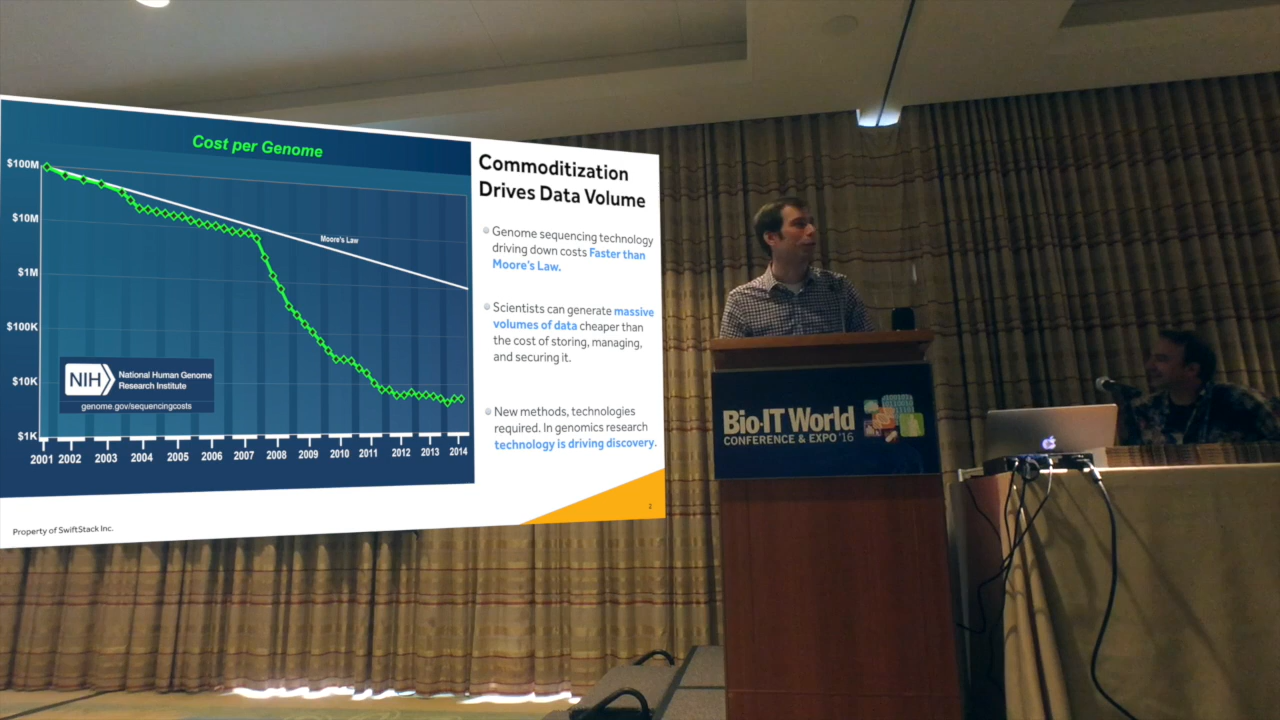 Cost per Genome
$100M
$10M
$1M
$100K
$10K
$1K
Moore's Law
NIH
National Human Genome
Research Institute
genome.gov/sequencingcosts
2001 2002 2003 2004 2005 2006 2007 2008 2009 2010 2011 2012 2013 2014
Commoditization
Drives Data Volume
Genome sequencing technology
driving down costs Faster than
Moore's Law.
Scientists can generate massive
volumes of data cheaper than
the cost of storing, managing,
and securing it.
New methods, technologies
required. In genomics research
technology is driving discovery.
2
Property of SwiftStack Inc.
Bio-IT World
CONFERENCE & EXPO '16